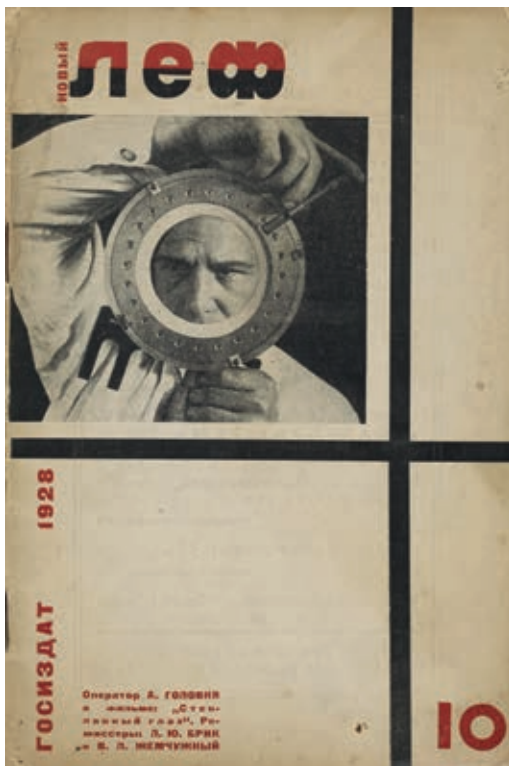 НОВЫЙ
Леф
1928
ГОСИЗДАТ
Оператор А. ГОЛОВНЯ
в фильме: „Стек-
лянный глаз“. Ре-
жиссеры: Л. Ю. БРИК
и В. Л. ЖЕМЧУЖНЫЙ
10